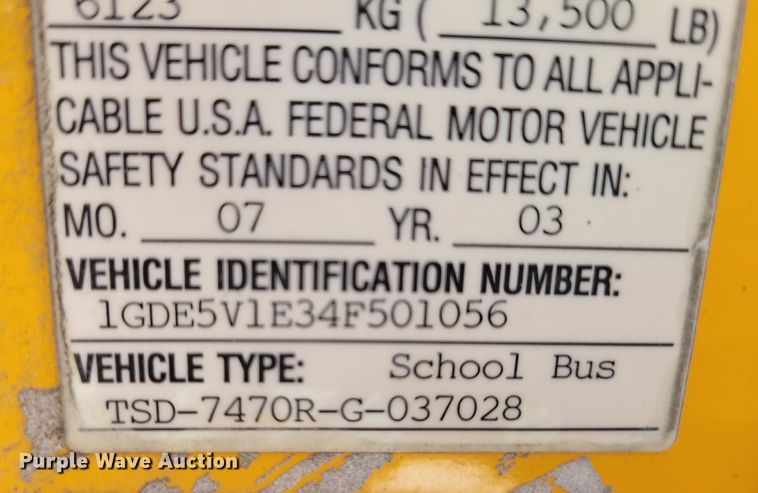 6123 KG ( 13,500 LB)
THIS VEHICLE CONFORMS TO ALL APPLI-
CABLE U.S.A. FEDERAL MOTOR VEHICLE
SAFETY STANDARDS IN EFFECT IN:
MO. 07 YR. 03
VEHICLE IDENTIFICATION NUMBER:
1GDE5V1E34F501056
VEHICLE TYPE: School Bus
TSD-7470R-G-037028
Purple Wave Auction